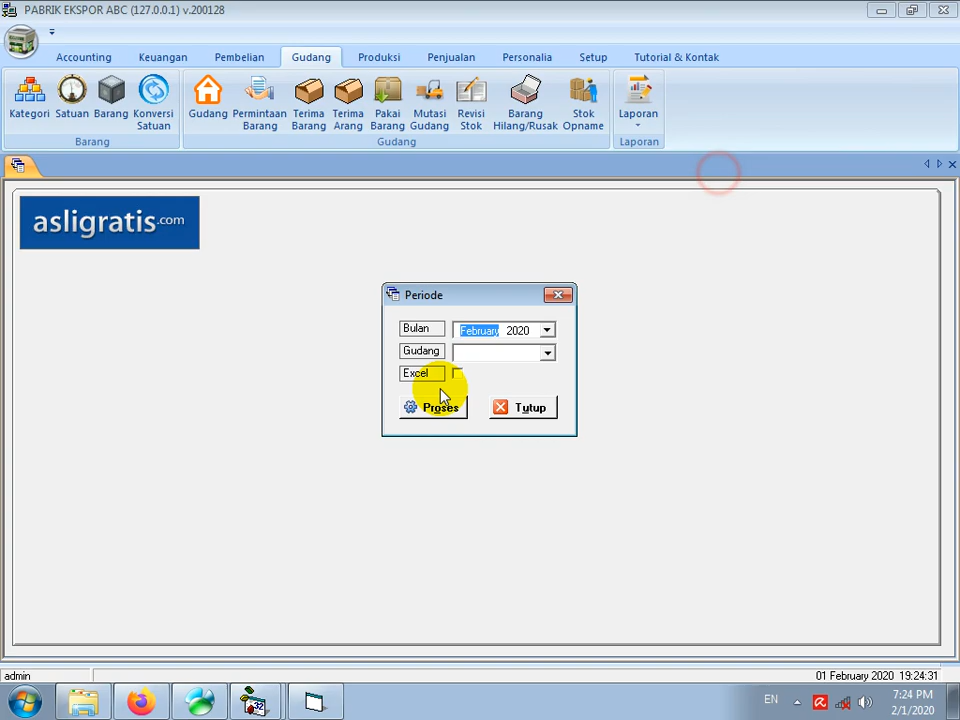 PABRIK EKSPOR ABC (127.0.0.1) v.200128
Accounting Keuangan Pembelian Gudang Produksi Penjualan Personalia Setup Tutorial & Kontak
Kategori Satuan Barang Konversi Satuan Gudang Permintaan Barang Terima Barang Terima Arang Pakai Barang Mutasi Gudang Revisi Stok Barang Hilang/Rusak Stok Opname Laporan
Barang Gudang Laporan
asligratis.com
Periode
Bulan February 2020
Gudang
Excel
Proses Tutup
admin 01 February 2020 19:24:31
EN 7:24 PM
2/1/2020